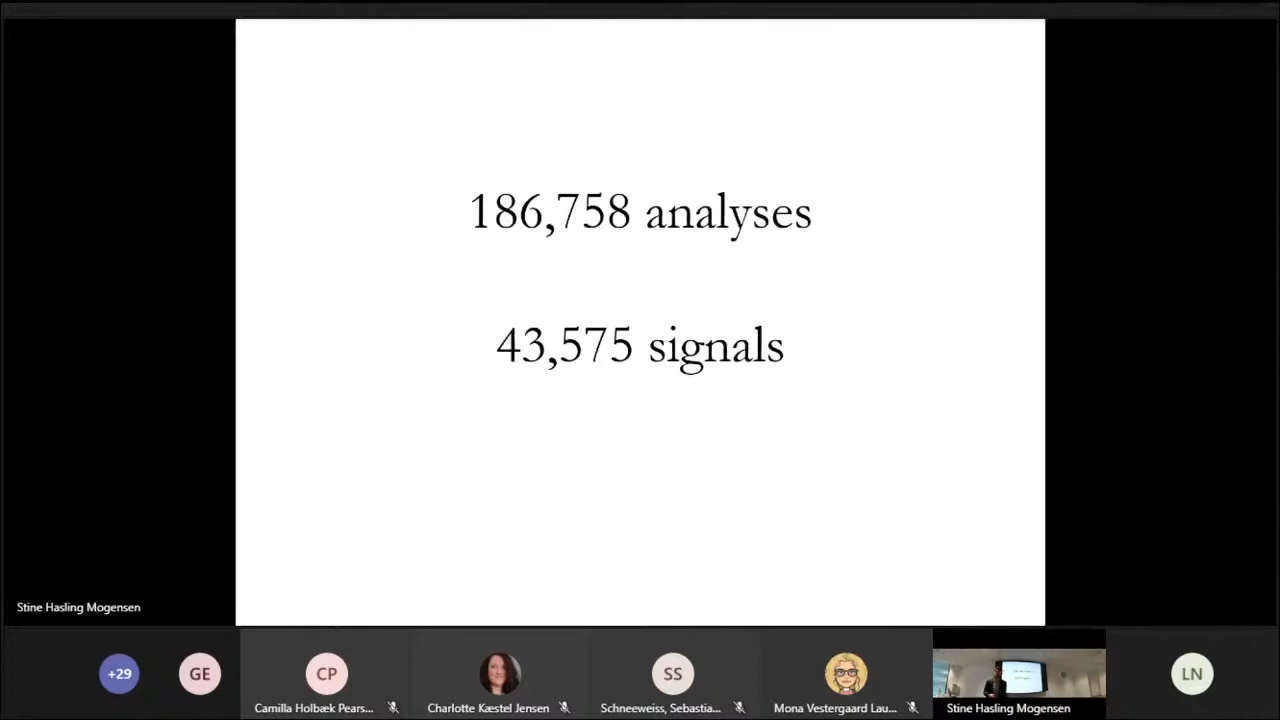 186,758 analyses
43,575 signals
Stine Hasling Mogensen
+29
GE
CP
SS
LN
Camilla Holbæk Pears...
Charlotte Kæstel Jensen
Schneeweiss, Sebastia...
Mona Vestergaard Lau...
Stine Hasling Mogensen